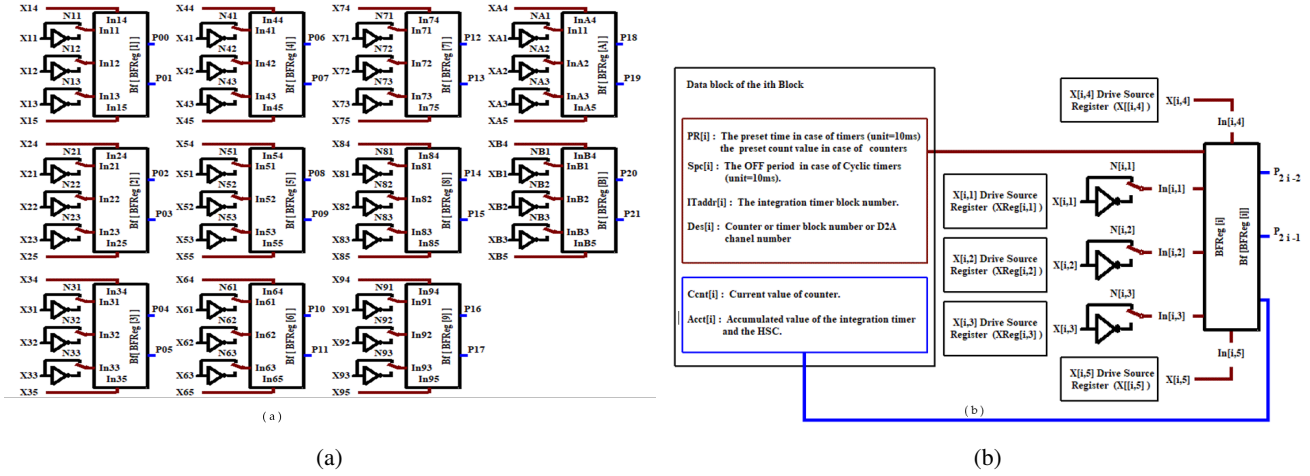 X14
N11
In14
X11
In11
P00
N12
X12
In12
Bf [ BFReg [1]]
P01
N13
X13
In13
In15
X15
X44
N41
In44
X41
In41
P06
N42
X42
In42
Bf [ BFReg [4]]
P07
N43
X43
In43
In45
X45
X74
N71
In74
X71
In71
P12
N72
X72
In72
Bf [ BFReg [7]]
P13
N73
X73
In73
In75
X75
XA4
NA1
InA4
XA1
In11
P18
NA2
XA2
InA2
Bf [ BFReg [A]]
P19
NA3
XA3
InA3
InA5
XA5
X24
N21
In24
X21
In21
P02
N22
X22
In22
Bf [ BFReg [2]]
P03
N23
X23
In23
In25
X25
X54
N51
In54
X51
In51
P08
N52
X52
In52
Bf [ BFReg [5]]
P09
N53
X53
In53
In55
X55
X84
N81
In84
X81
In81
P14
N82
X82
In82
Bf [ BFReg [8]]
P15
N83
X83
In83
In85
X85
XB4
NB1
InB4
XB1
InB1
P20
NB2
XB2
InB2
Bf [ BFReg [B]]
P21
NB3
XB3
InB3
InB5
XB5
X34
N31
In34
X31
In31
P04
N32
X32
In32
Bf[ BFReg [3]]
P05
N33
X33
In33
In35
X35
X64
N61
In64
X61
In61
P10
N62
X62
In62
Bf [ BFReg [6]]
P11
N63
X63
In63
In65
X65
X94
N91
In94
X91
In91
P16
N92
X92
In92
Bf [ BFReg [9]]
P17
N93
X93
In93
In95
X95
( a )
(a)
Data block of the ith Block
PR[i] : The preset time in case of timers (unit=10ms)
the preset count value in case of counters
Spc[i] : The OFF period in case of Cyclic timers
(unit=10ms).
ITaddr[i] : The integration timer block number.
Des[i] : Counter or timer block number or D2A
chanel number
Ccnt[i] : Current value of counter.
Acct[i] : Accumulated value of the integration timer
and the HSC.
X[i,4] Drive Source
Register (X[[i,4] )
X[i,4]
In[i,4]
X[i,1] Drive Source
Register (XReg[i,1])
X[i,1]
N[i,1]
In[i,1]
X[i,2] Drive Source
Register (XReg[i,2])
X[i,2]
N[i,2]
In[i,2]
X[i,3] Drive Source
Register (XReg[i,3] )
X[i,3]
N[i,3]
In[i,3]
BFReg [i]
Bf [BFReg [i]]
P 2 i -2
P 2 i -1
In[i,5]
X[i,5] Drive Source
Register (X[[i,5] )
X[i,5]
( b )
(b)